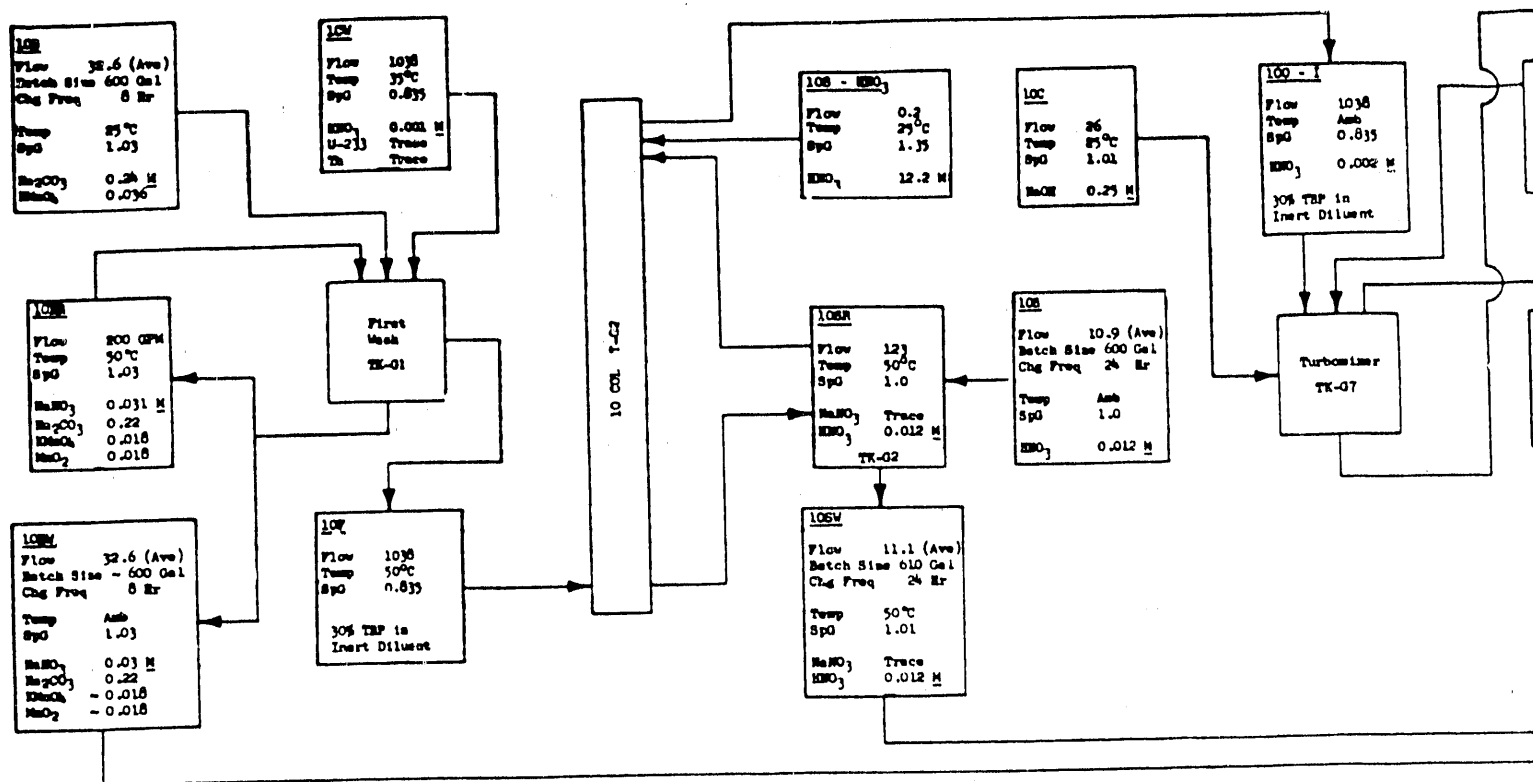 Flow 32.6 (Ave)
Batch Size 600 Gal
Chg Freq 8 Hr
Temp 25°C
SpG 1.03
Na₂CO₃ 0.24 M
KMnO₄ 0.036
1CW
Flow 1038
Temp 35°C
SpG 0.835
HNO₃ 0.001 M
U-233 Trace
Th Trace
Flow 200 GPM
Temp 50°C
SpG 1.03
NaNO₃ 0.031 M
Na₂CO₃ 0.22
KMnO₄ 0.018
MnO₂ 0.018
First
Wash
TK-G1
Flow 32.6 (Ave)
Batch Size ~ 600 Gal
Chg Freq 8 Hr
Temp Amb
SpG 1.03
NaNO₃ 0.03 M
Na₂CO₃ 0.22
KMnO₄ ~ 0.018
MnO₂ ~ 0.018
10F
Flow 1038
Temp 50°C
SpG 0.835
30% TBP in
Inert Diluent
10 COL T-G2
10S - HNO₃
Flow 0.2
Temp 25°C
SpG 1.35
HNO₃ 12.2 M
10C
Flow 26
Temp 25°C
SpG 1.01
NaOH 0.25 M
100 - I
Flow 1038
Temp Amb
SpG 0.835
HNO₃ 0.002 M
30% TBP in
Inert Diluent
10SR
Flow 123
Temp 50°C
SpG 1.0
NaNO₃ Trace
HNO₃ 0.012 M
TK-G2
10S
Flow 10.9 (Ave)
Batch Size 600 Gal
Chg Freq 24 Hr
Temp Amb
SpG 1.0
HNO₃ 0.012 M
Turbomixer
TK-G7
10SW
Flow 11.1 (Ave)
Batch Size 610 Gal
Chg Freq 24 Hr
Temp 50°C
SpG 1.01
NaNO₃ Trace
HNO₃ 0.012 M